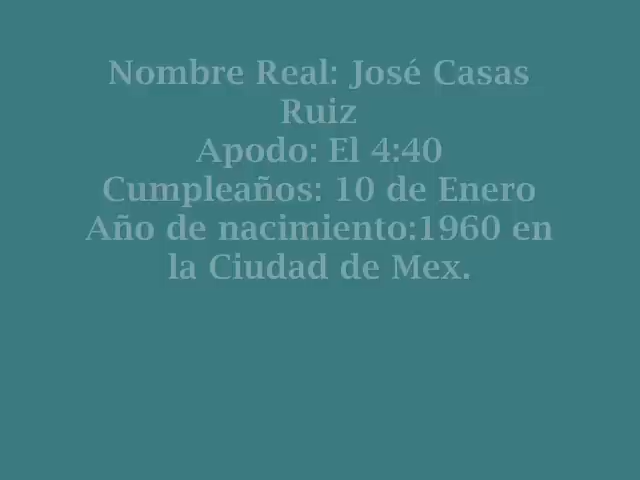 Nombre Real: José Casas
Ruiz
Apodo: El 4:40
Cumpleaños: 10 de Enero
Año de nacimiento:1960 en
la Ciudad de Mex.